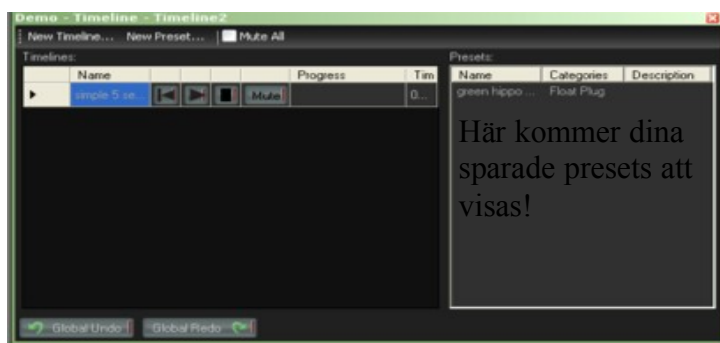 Demo - Timeline - Timeline2
New Timeline... New Preset... Mute All
Timelines:
Name Progress Tim
simple 5 se... Mute 0...
Presets:
Name Categories Description
green hippo ... Float Plug
Här kommer dina
sparade presets att
visas!
Global Undo Global Redo